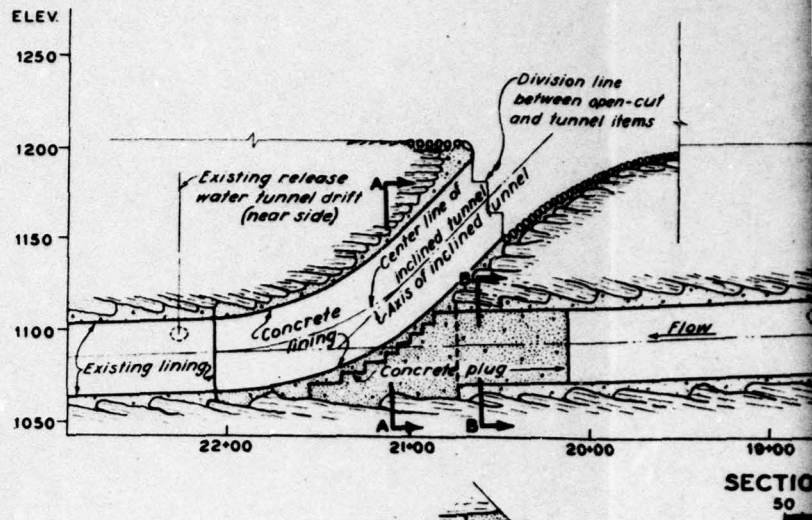 ELEV.
1250
1200
1150
1100
1050
Division line
between open-cut
and tunnel items
Existing release
water tunnel drift
(near side)
A
Center line of
inclined tunnel
Axis of inclined tunnel
B
Concrete
lining
Existing lining
Concrete plug
Flow
A
B
22+00
21+00
20+00
19+00
SECTIO
50